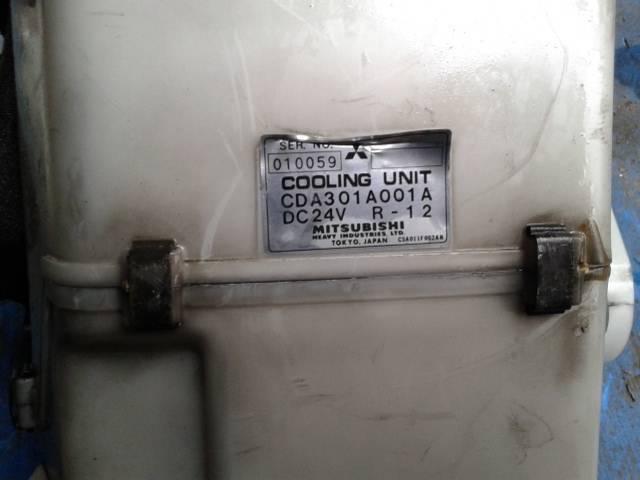 SER. NO.
010059
COOLING UNIT
CDA301A001A
DC24V R-12
MITSUBISHI
HEAVY INDUSTRIES, LTD.
TOKYO, JAPAN